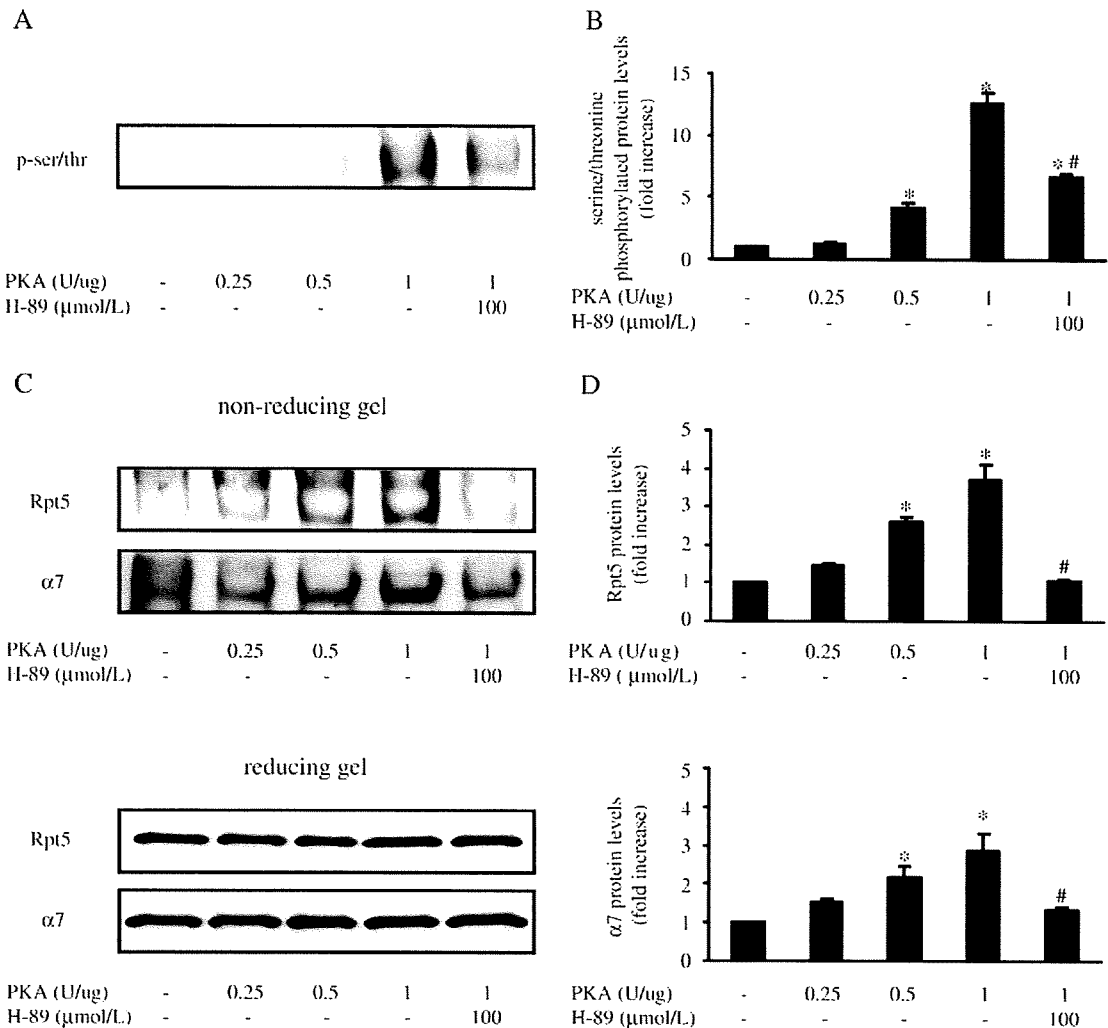 A
p-ser/thr
PKA (U/ug) - 0.25 0.5 1 1
H-89 (μmol/L) - - - - 100
B
serine/threonine
phosphorylated protein levels
(fold increase)
15
10
5
0
*
*
* #
PKA (U/ug) - 0.25 0.5 1 1
H-89 (μmol/L) - - - - 100
C
non-reducing gel
Rpt5
α7
PKA (U/ug) - 0.25 0.5 1 1
H-89 (μmol/L) - - - - 100
D
Rpt5 protein levels
(fold increase)
5
4
3
2
1
0
*
*
#
PKA (U/ug) - 0.25 0.5 1 1
H-89 (μmol/L) - - - - 100
reducing gel
Rpt5
α7
PKA (U/ug) - 0.25 0.5 1 1
H-89 (μmol/L) - - - - 100
α7 protein levels
(fold increase)
5
4
3
2
1
0
*
*
#
PKA (U/ug) - 0.25 0.5 1 1
H-89 (μmol/L) - - - - 100